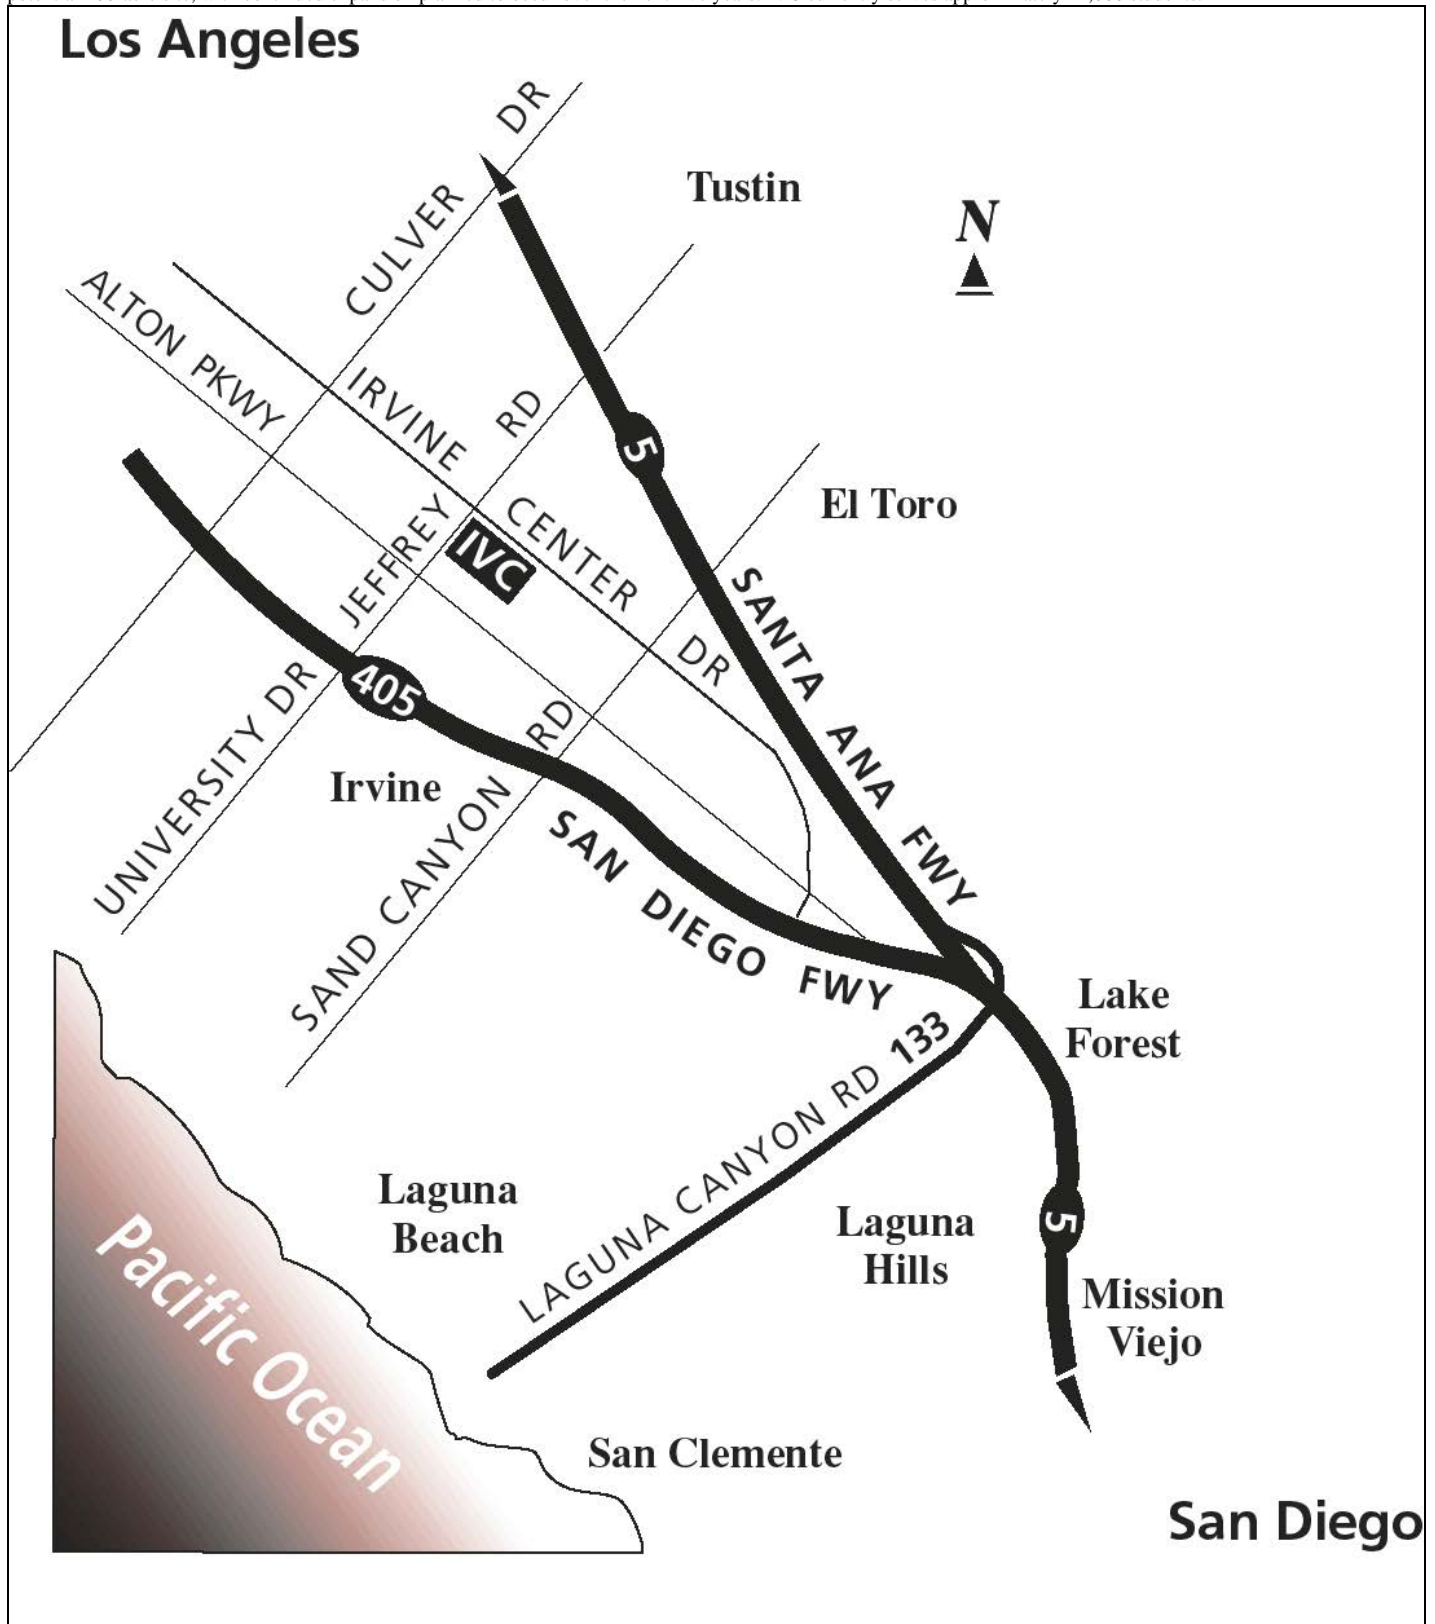 Los Angeles
CULVER DR
Tustin
N
ALTON PKWY
IRVINE CENTER DR
JEFFREY RD
5
El Toro
IVC
SANTA ANA FWY
405
UNIVERSITY DR
Irvine
SAND CANYON RD
SAN DIEGO FWY
Lake
Forest
LAGUNA CANYON RD 133
Laguna
Beach
Laguna
Hills
5
Mission
Viejo
Pacific Ocean
San Clemente
San Diego